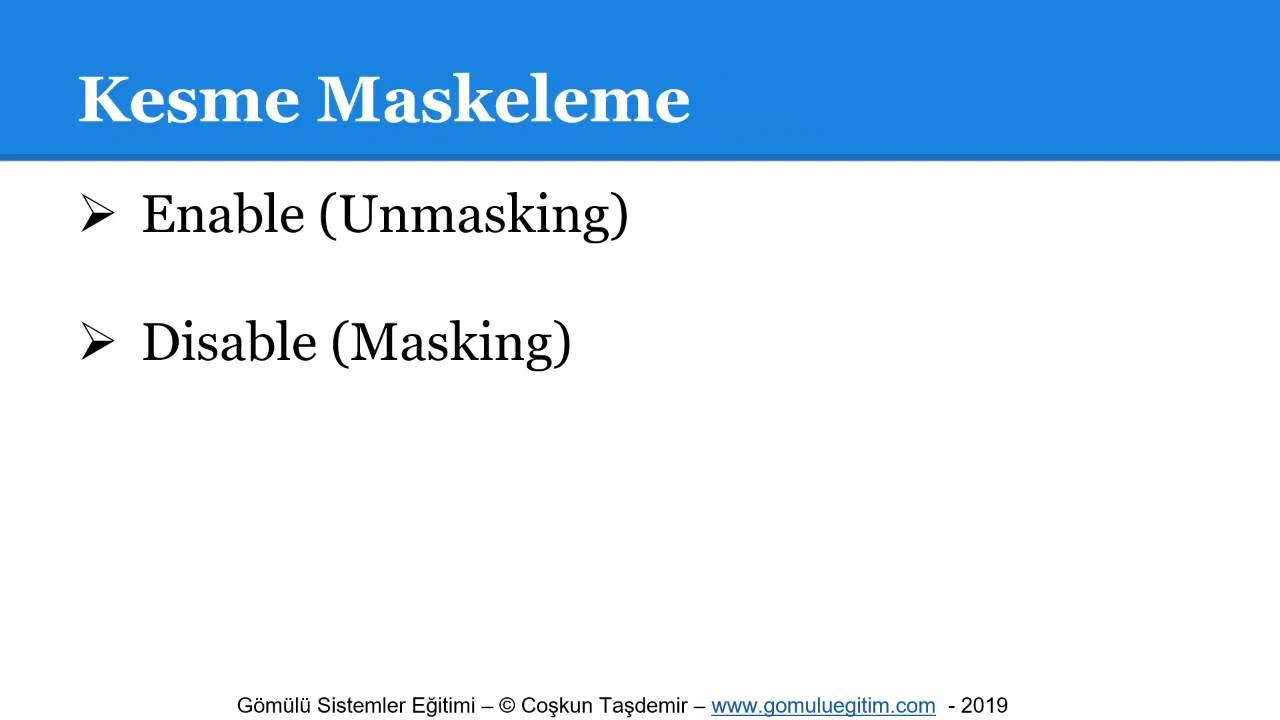 Kesme Maskeleme
➢ Enable (Unmasking)
➢ Disable (Masking)
Gömülü Sistemler Eğitimi – © Coşkun Taşdemir – www.gomuluegitim.com - 2019